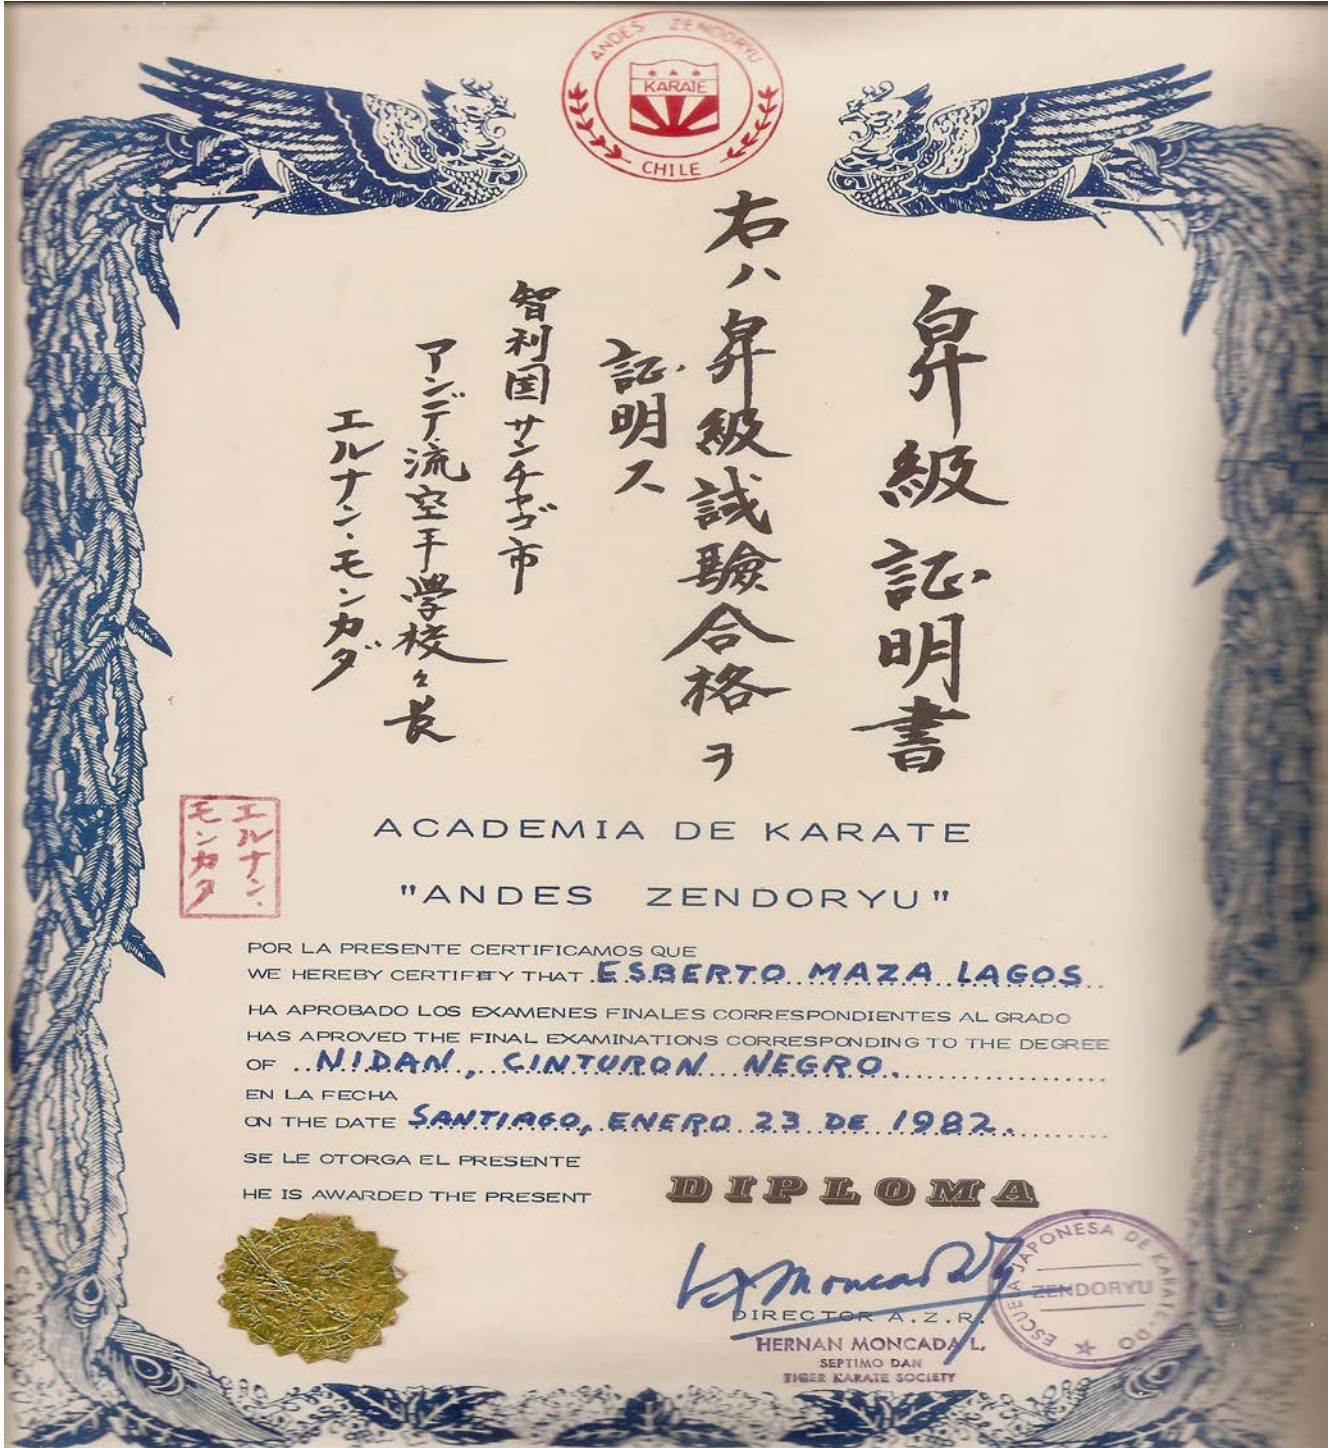 ANDES ZENDORYU
KARATE
CHILE
昇級証明書
右ハ昇級試驗合格ヲ
証明ス
智利国サンチヤゴ市
アンデ流空手學校々長
エルナン・モンカダ
エルナン・
モンカタ
ACADEMIA DE KARATE
"ANDES ZENDORYU"
POR LA PRESENTE CERTIFICAMOS QUE
WE HEREBY CERTIFY THAT ESBERTO MAZA LAGOS
HA APROBADO LOS EXAMENES FINALES CORRESPONDIENTES AL GRADO
HAS APROVED THE FINAL EXAMINATIONS CORRESPONDING TO THE DEGREE
OF NIDAN, CINTURON NEGRO.
EN LA FECHA
ON THE DATE SANTIAGO, ENERO 23 DE 1982.
SE LE OTORGA EL PRESENTE
HE IS AWARDED THE PRESENT DIPLOMA
ESCUELA JAPONESA DE KARATE-DO
ZENDORYU
DIRECTOR A.Z.R.
HERNAN MONCADA L.
SEPTIMO DAN
TIGER KARATE SOCIETY